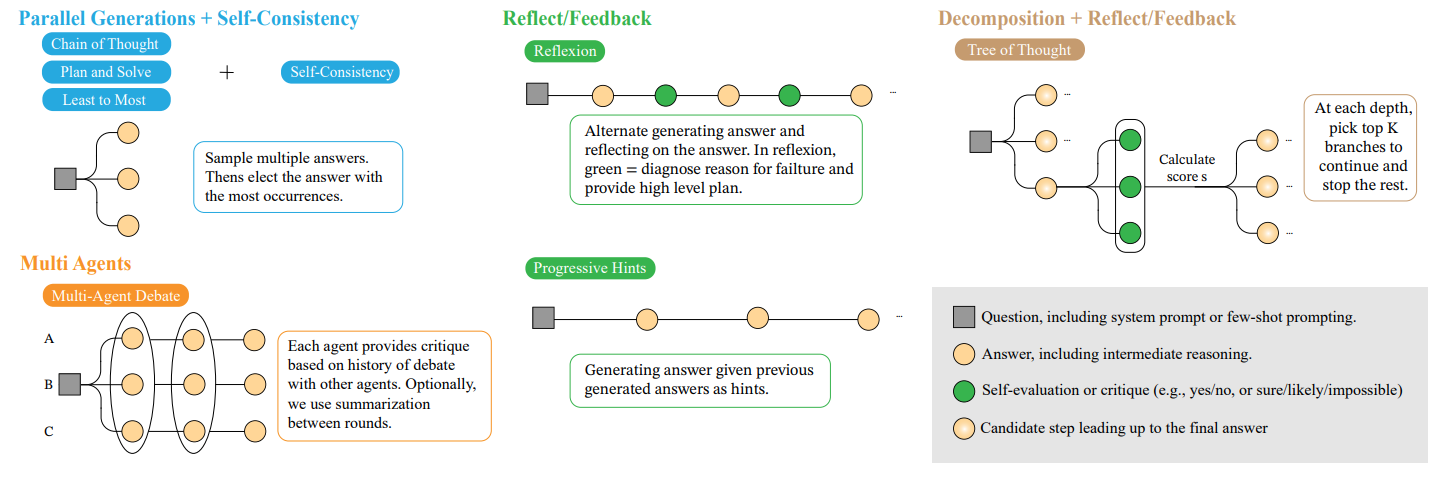 Parallel Generations + Self-Consistency
Chain of Thought
Plan and Solve
Least to Most
+
Self-Consistency
Sample multiple answers.
Thens elect the answer with
the most occurrences.
Multi Agents
Multi-Agent Debate
A
B
C
Each agent provides critique
based on history of debate
with other agents. Optionally,
we use summarization
between rounds.
Reflect/Feedback
Reflexion
...
Alternate generating answer and
reflecting on the answer. In reflexion,
green = diagnose reason for failture and
provide high level plan.
Progressive Hints
...
Generating answer given previous
generated answers as hints.
Decomposition + Reflect/Feedback
Tree of Thought
...
...
Calculate
score s
...
...
...
At each depth,
pick top K
branches to
continue and
stop the rest.
Question, including system prompt or few-shot prompting.
Answer, including intermediate reasoning.
Self-evaluation or critique (e.g., yes/no, or sure/likely/impossible)
Candidate step leading up to the final answer